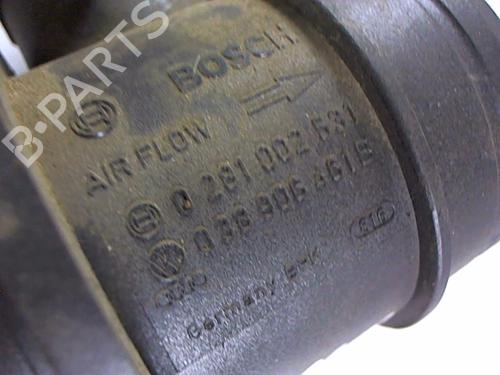 B-PARTS
BOSCH
AIR FLOW
0 281 002 531
038 906 461 B
Germany